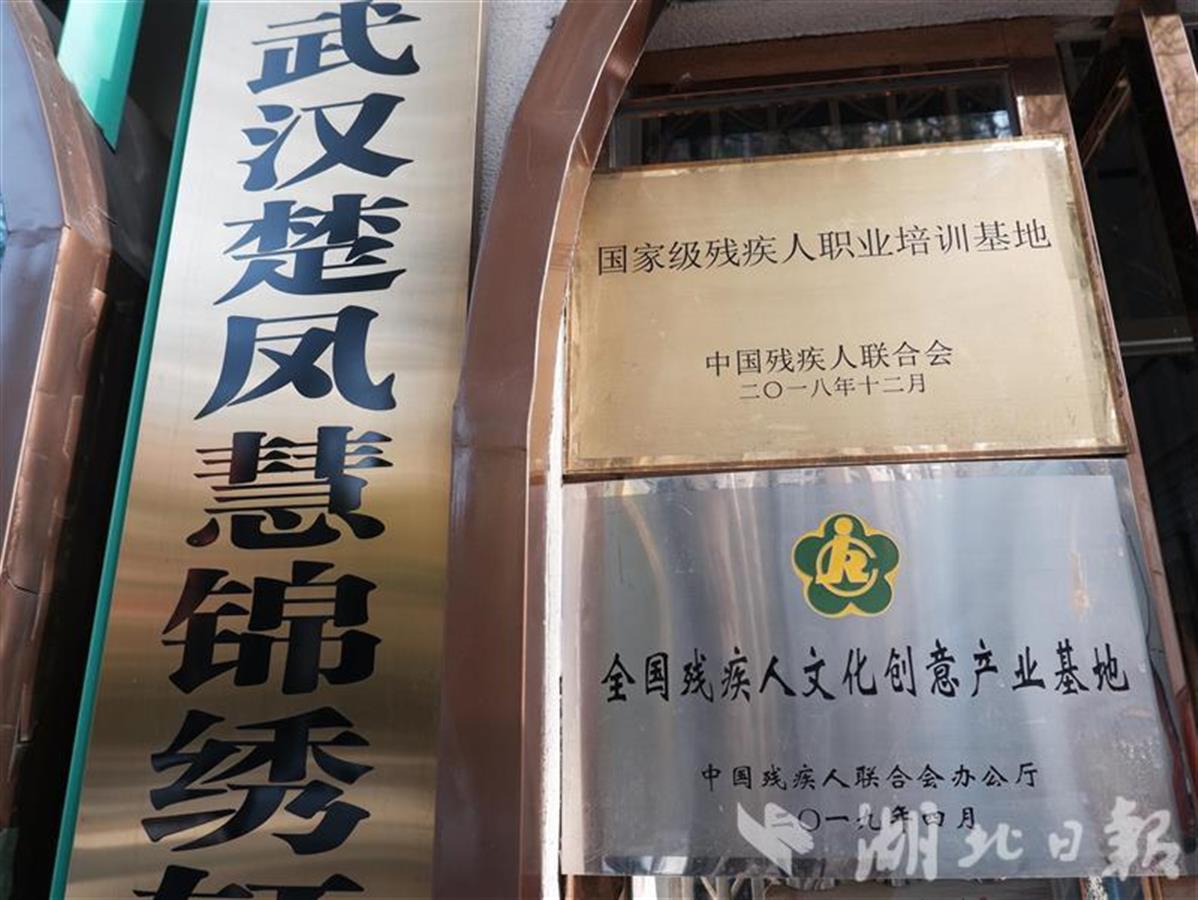 武汉楚凤慧锦绣
国家级残疾人职业培训基地
中国残疾人联合会
二〇一八年十二月
全国残疾人文化创意产业基地
中国残疾人联合会办公厅
二〇一九年四月
湖北日報